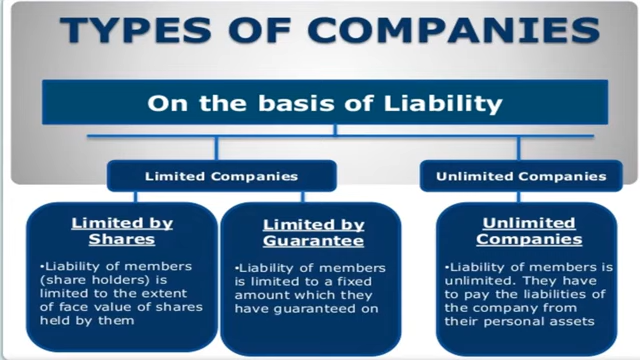 TYPES OF COMPANIES
On the basis of Liability
Limited Companies
Unlimited Companies
Limited by
Shares
•Liability of members
(share holders) is
limited to the extent
of face value of shares
held by them
Limited by
Guarantee
•Liability of members
is limited to a fixed
amount which they
have guaranteed on
Unlimited
Companies
•Liability of members is
unlimited. They have
to pay the liabilities of
the company from
their personal assets